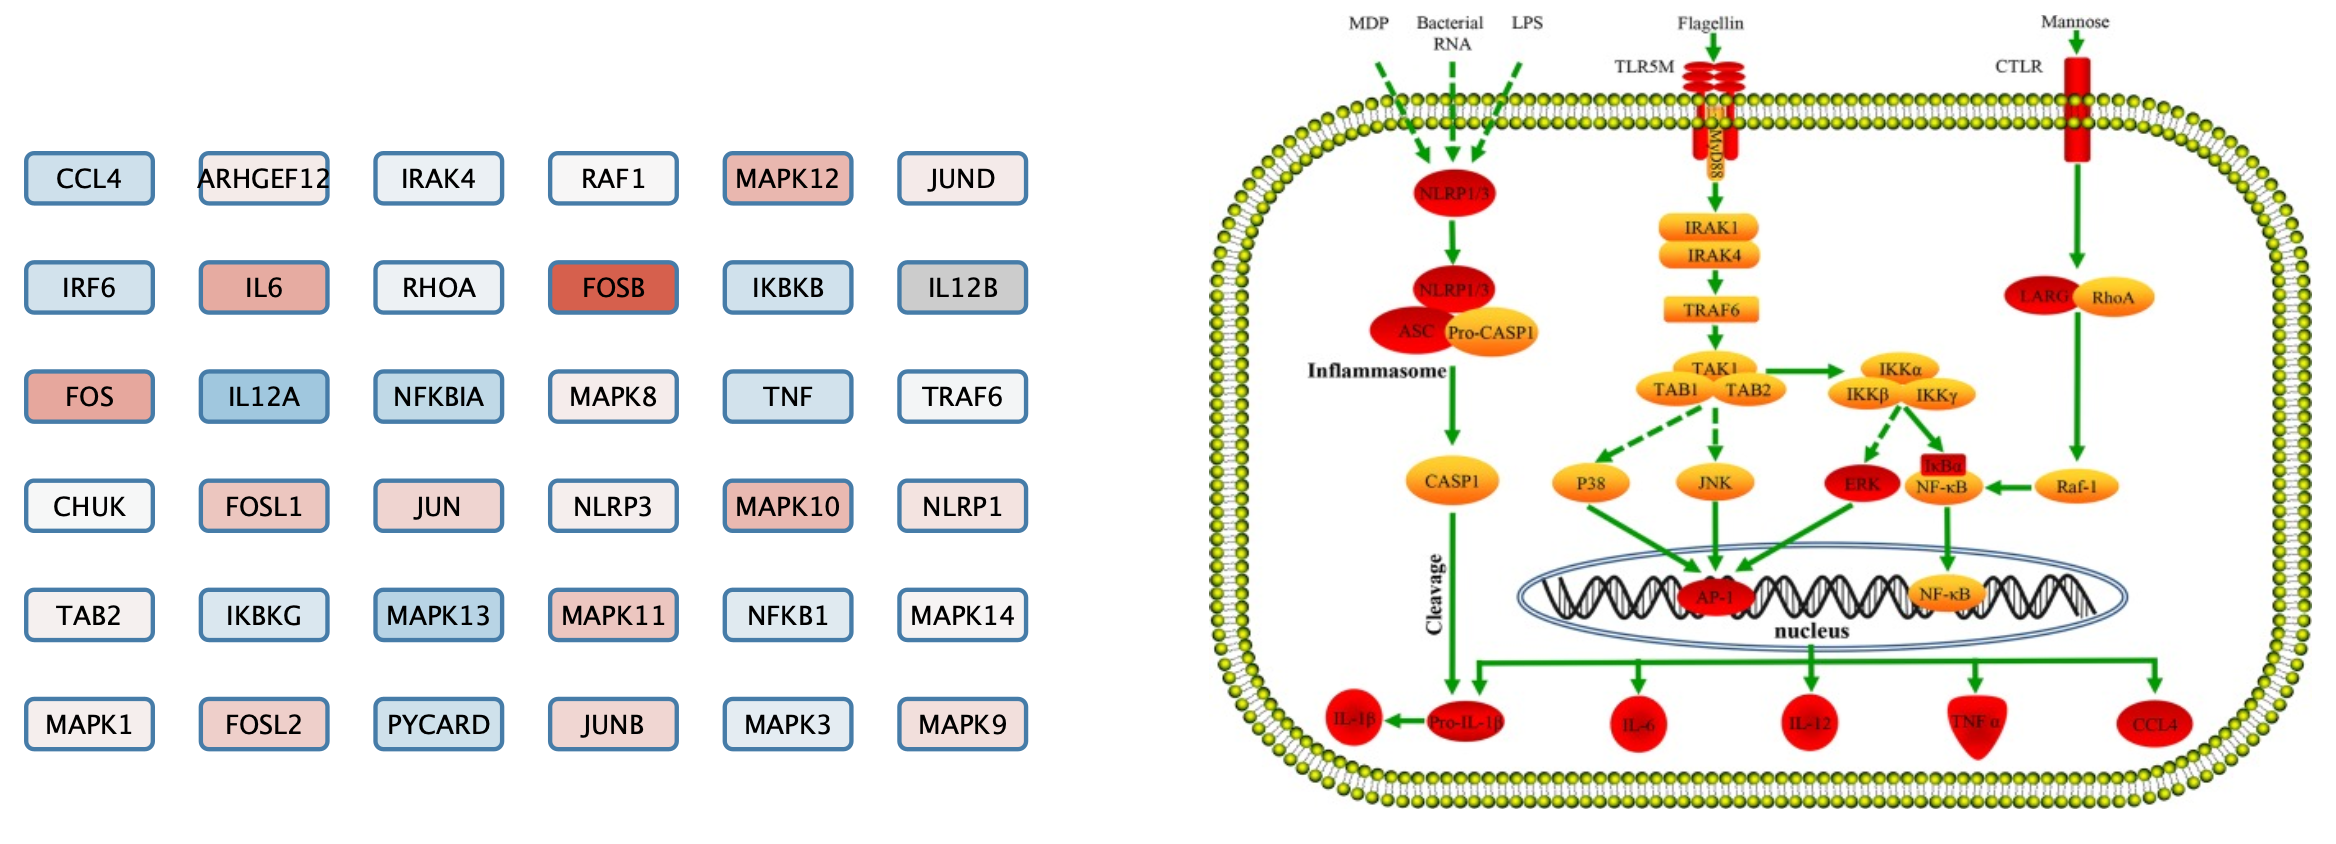 CCL4 ARHGEF12 IRAK4 RAF1 MAPK12 JUND
IRF6 IL6 RHOA FOSB IKBKB IL12B
FOS IL12A NFKBIA MAPK8 TNF TRAF6
CHUK FOSL1 JUN NLRP3 MAPK10 NLRP1
TAB2 IKBKG MAPK13 MAPK11 NFKB1 MAPK14
MAPK1 FOSL2 PYCARD JUNB MAPK3 MAPK9
MDP Bacterial LPS Flagellin Mannose
RNA
TLR5M CTLR
MyD88
NLRP1/3
IRAK1
IRAK4
NLRP1/3 LARG RhoA
TRAF6
ASC Pro-CASP1
Inflammasome TAK1 IKKα
TAB1 TAB2 IKKβ IKKγ
IκBα
CASP1 P38 JNK ERK NF-κB Raf-1
Cleavage
AP-1 NF-κB
nucleus
IL-1β Pro-IL-1β IL-6 IL-12 TNFα CCL4